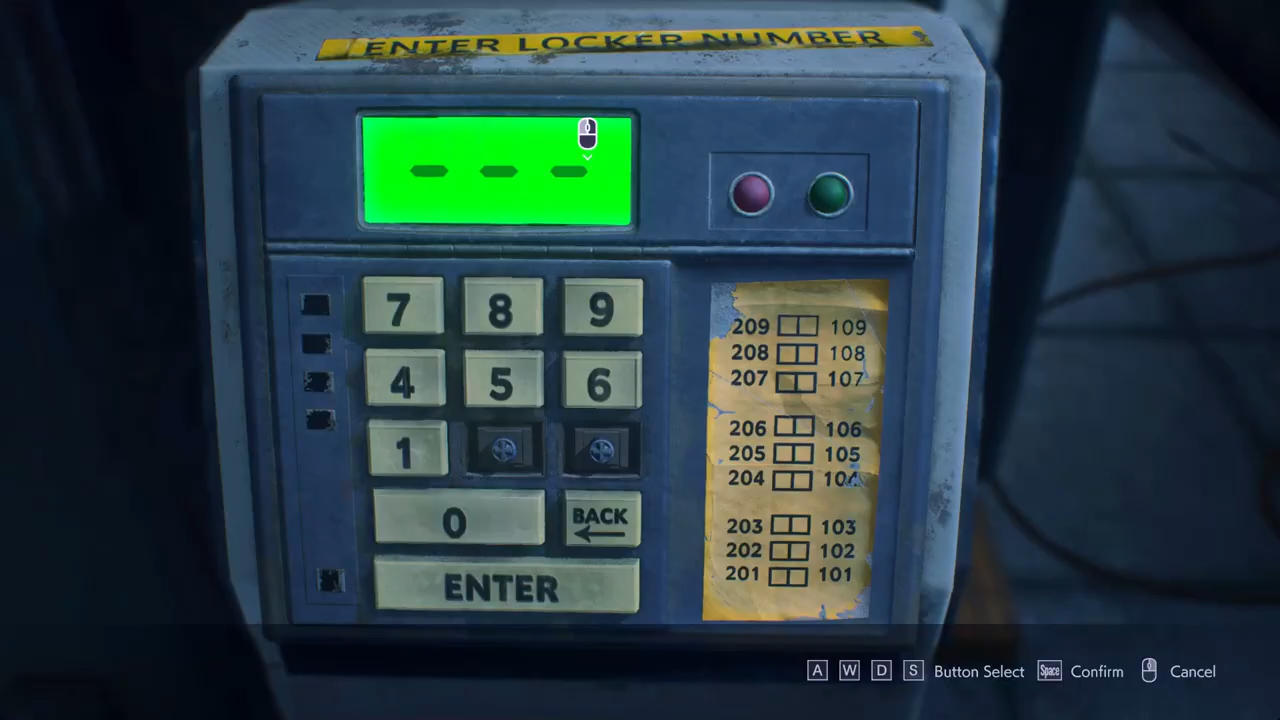 ENTER LOCKER NUMBER
7 8 9
4 5 6
1
0 BACK
ENTER
209 109
208 108
207 107
206 106
205 105
204 104
203 103
202 102
201 101
A W D S Button Select Space Confirm Cancel